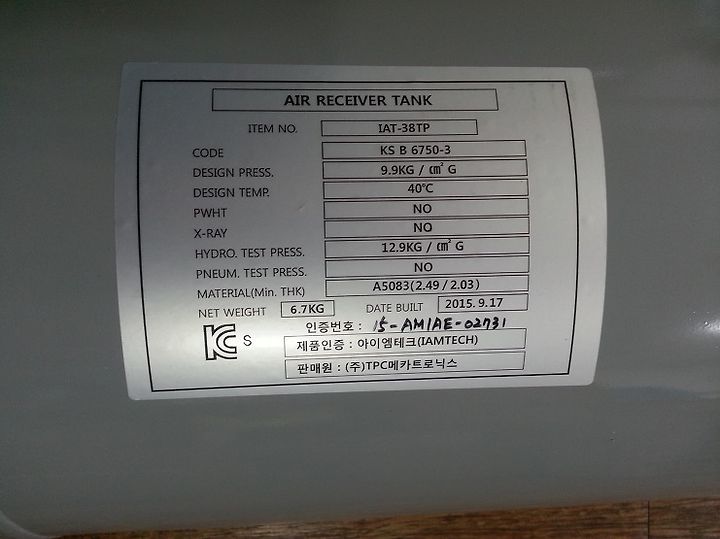 AIR RECEIVER TANK
ITEM NO. IAT-38TP
CODE KS B 6750-3
DESIGN PRESS. 9.9KG / ㎠ G
DESIGN TEMP. 40℃
PWHT NO
X-RAY NO
HYDRO. TEST PRESS. 12.9KG / ㎠ G
PNEUM. TEST PRESS. NO
MATERIAL(Min. THK) A5083(2.49 / 2.03)
NET WEIGHT 6.7KG DATE BUILT 2015.9.17
인증번호 : 15-AM1AE-02731
KC S
제품인증 : 아이엠테크(IAMTECH)
판매원 : (주)TPC메카트로닉스